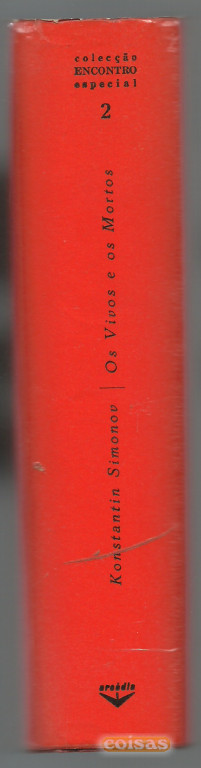 colecção
ENCONTRO
especial
2
Konstantin Simonov | Os Vivos e os Mortos
arcádia
coisas